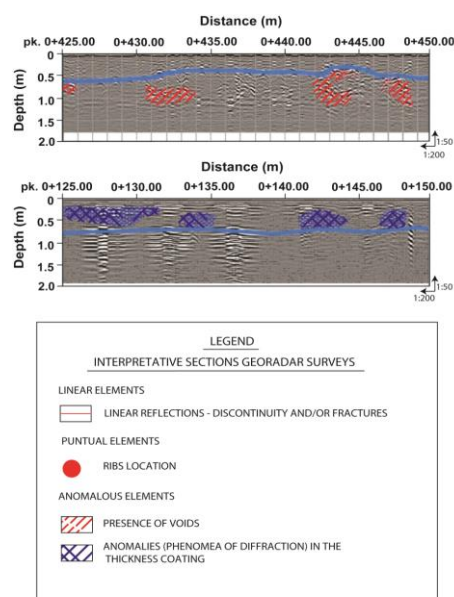 Distance (m)
pk. 0+425.00 0+430.00 0+435.00 0+440.00 0+445.00 0+450.00
Depth (m)
0
0.5
1.0
1.5
2.0
1:50
1:200
Distance (m)
pk. 0+125.00 0+130.00 0+135.00 0+140.00 0+145.00 0+150.00
Depth (m)
0
0.5
1.0
1.5
2.0
1:50
1:200
LEGEND
INTERPRETATIVE SECTIONS GEORADAR SURVEYS
LINEAR ELEMENTS
LINEAR REFLECTIONS - DISCONTINUITY AND/OR FRACTURES
PUNTUAL ELEMENTS
RIBS LOCATION
ANOMALOUS ELEMENTS
PRESENCE OF VOIDS
ANOMALIES (PHENOMEA OF DIFFRACTION) IN THE
THICKNESS COATING